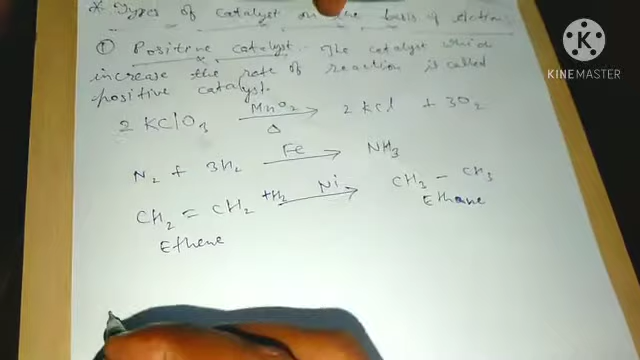 * Types of catalyst on the basis of
① Positive catalyst - The catalyst which
increase the rate of reaction is called
positive catalyst.
2 KClO3 MnO2 Δ → 2 KCl + 3O2
N2 + 3H2 Fe → NH3
CH2 = CH2 +H2 Ni → CH3 - CH3
Ethene Ethane
K
KINEMASTER